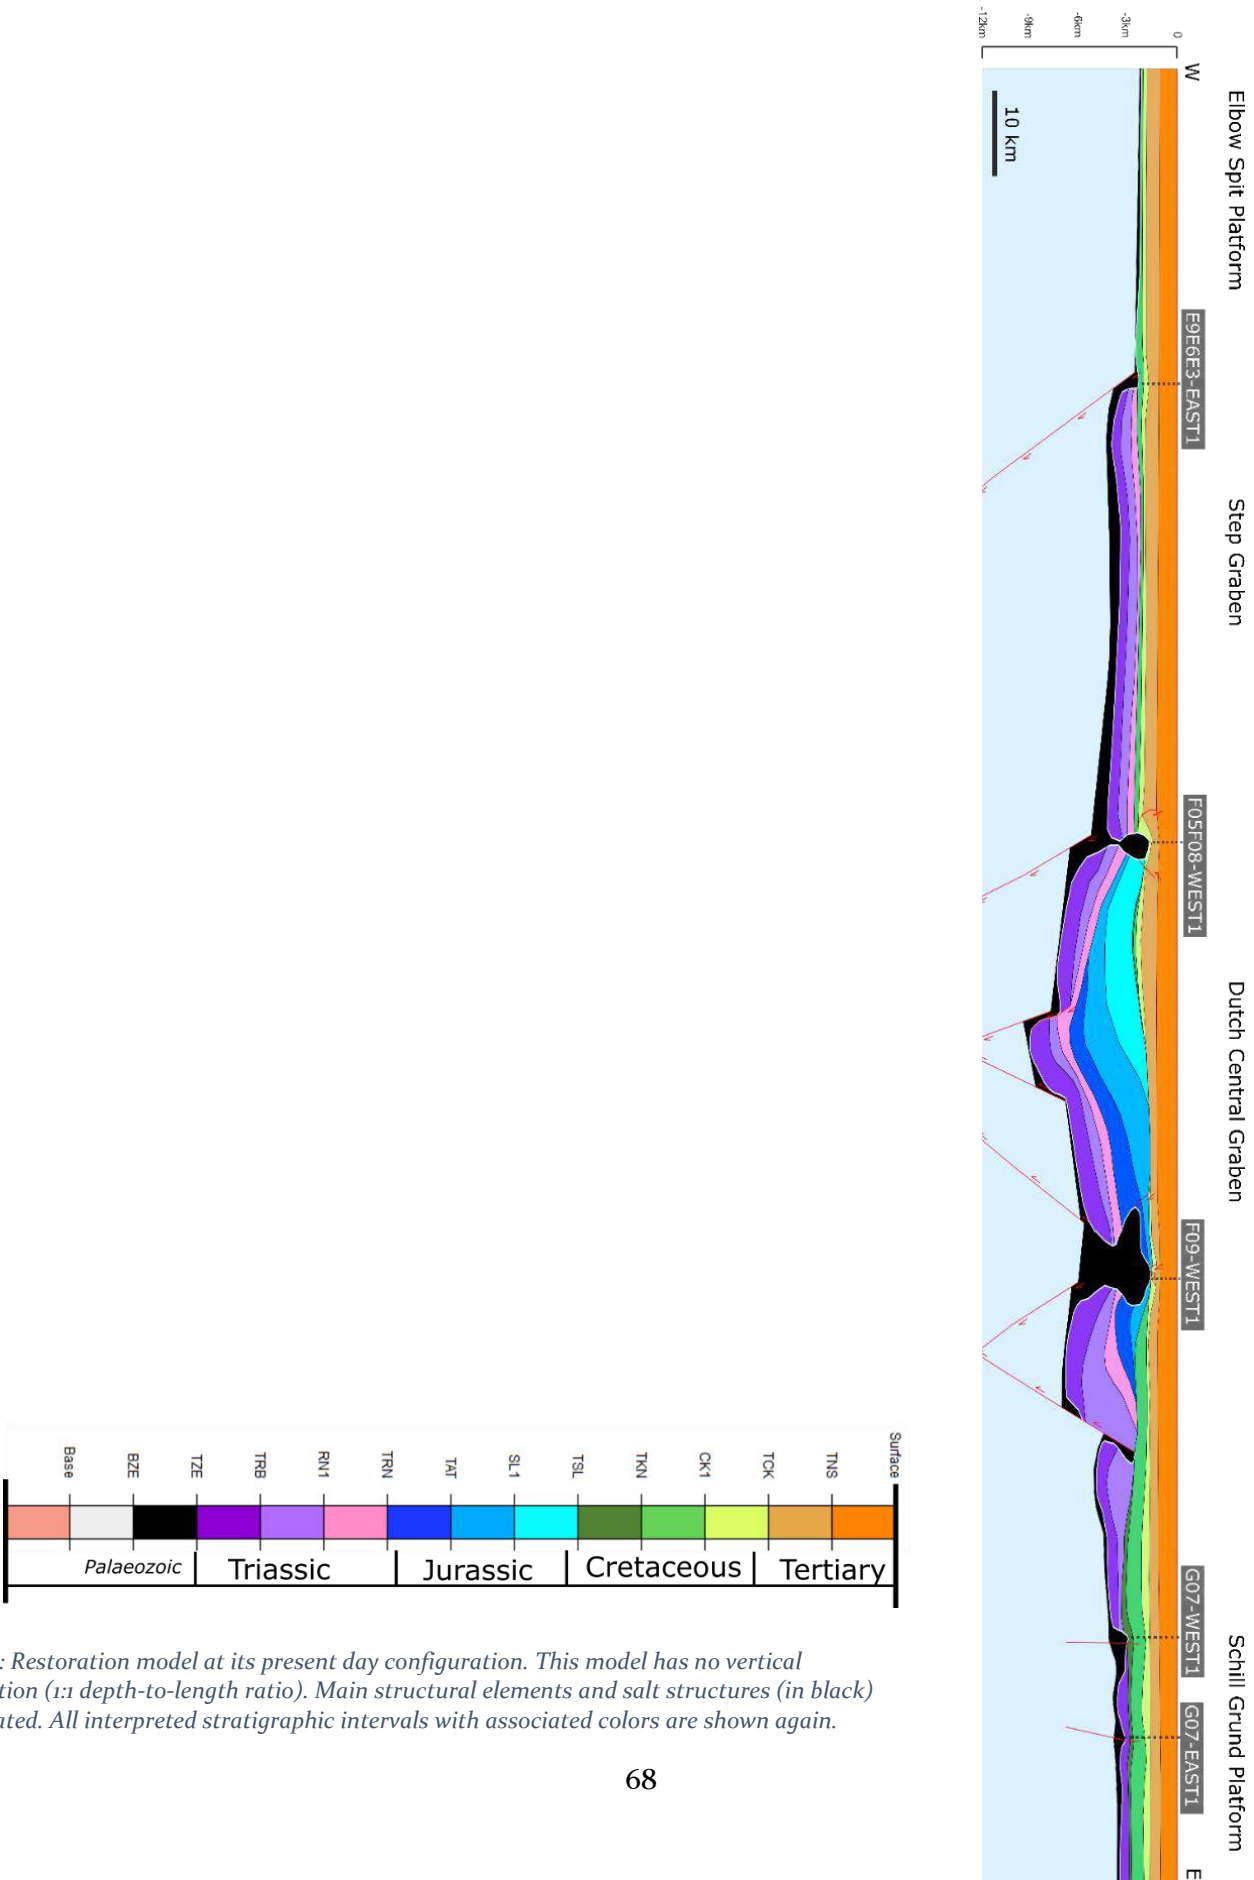 Elbow Spit Platform
Step Graben
Dutch Central Graben
Schill Grund Platform
W
E9E6E3-EAST1
F05F08-WEST1
F09-WEST1
G07-WEST1
G07-EAST1
E
0
-3km
-6km
-9km
-12km
10 km
Surface
TNS
TCK
CK1
TKN
TSL
SL1
TAT
TRN
RN1
TRB
TZE
BZE
Base
Palaeozoic
Triassic
Jurassic
Cretaceous
Tertiary
: Restoration model at its present day configuration. This model has no vertical
tion (1:1 depth-to-length ratio). Main structural elements and salt structures (in black)
ated. All interpreted stratigraphic intervals with associated colors are shown again.
68